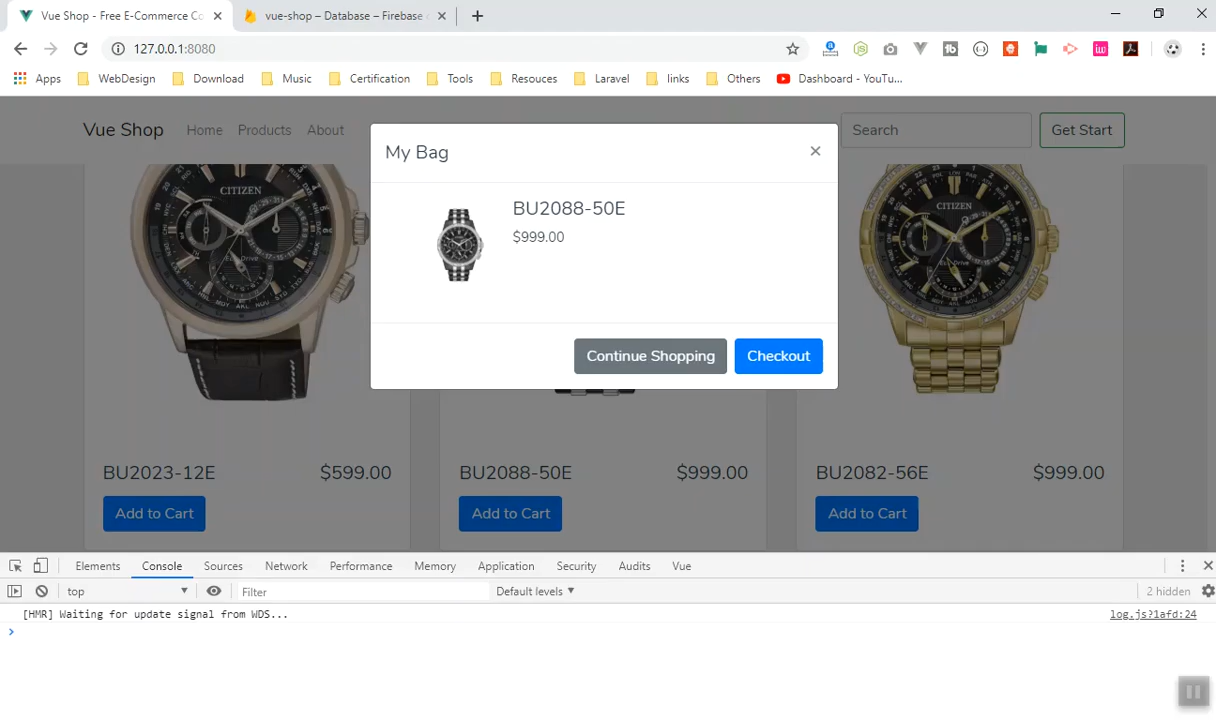 Vue Shop - Free E-Commerce Co
vue-shop – Database – Firebase c
127.0.0.1:8080
Apps WebDesign Download Music Certification Tools Resouces Laravel links Others Dashboard - YouTu...
Vue Shop Home Products About Search Get Start
My Bag
BU2088-50E
$999.00
Continue Shopping Checkout
CITIZEN CITIZEN
Eco-Drive
BU2023-12E $599.00 BU2088-50E $999.00 BU2082-56E $999.00
Add to Cart Add to Cart Add to Cart
Elements Console Sources Network Performance Memory Application Security Audits Vue
top Filter Default levels 2 hidden
[HMR] Waiting for update signal from WDS... log.js?1afd:24